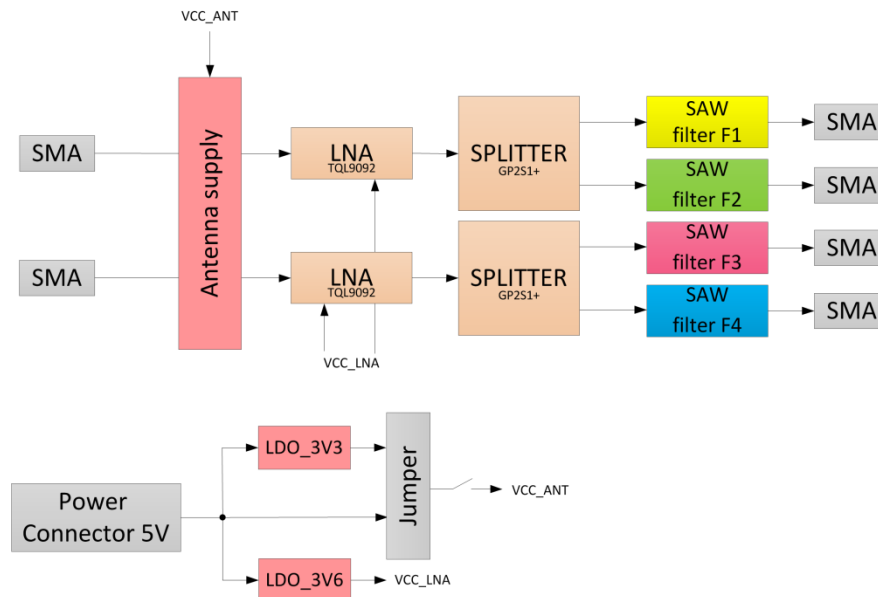 VCC_ANT
SMA
SMA
Antenna supply
LNA
TQL9092
LNA
TQL9092
VCC_LNA
SPLITTER
GP2S1+
SPLITTER
GP2S1+
SAW
filter F1
SAW
filter F2
SAW
filter F3
SAW
filter F4
SMA
SMA
SMA
SMA
Power
Connector 5V
LDO_3V3
LDO_3V6
Jumper
VCC_ANT
VCC_LNA